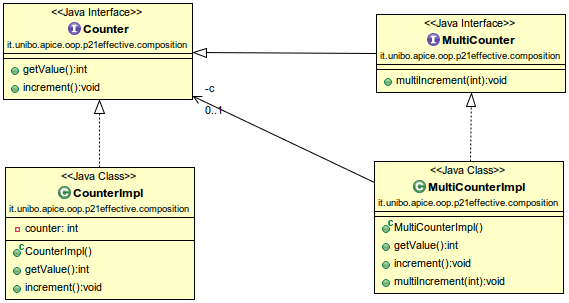 <<Java Interface>>
Counter
it.unibo.apice.oop.p21effective.composition
getValue():int
increment():void
<<Java Interface>>
MultiCounter
it.unibo.apice.oop.p21effective.composition
multiIncrement(int):void
-c
0..1
<<Java Class>>
CounterImpl
it.unibo.apice.oop.p21effective.composition
counter: int
CounterImpl()
getValue():int
increment():void
<<Java Class>>
MultiCounterImpl
it.unibo.apice.oop.p21effective.composition
MultiCounterImpl()
getValue():int
increment():void
multiIncrement(int):void